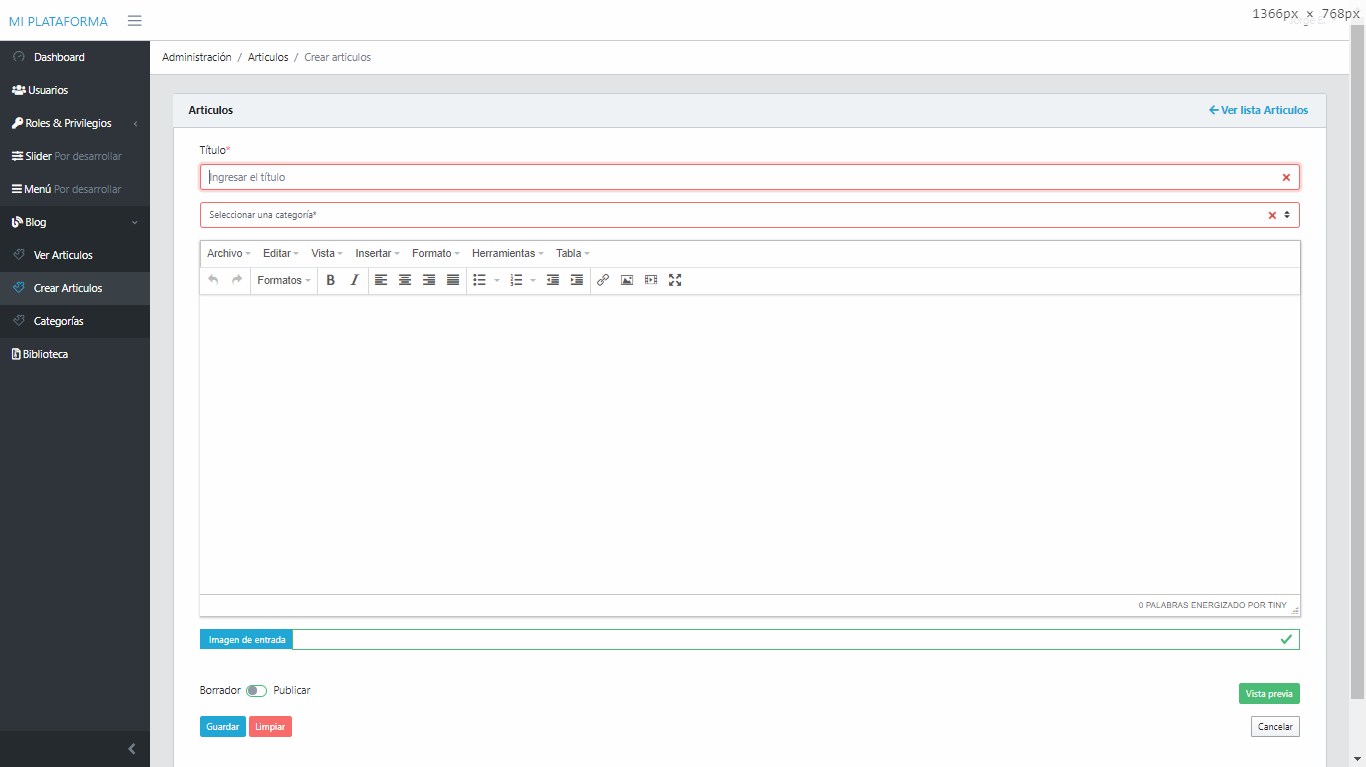 MI PLATAFORMA
1366px x 768px
Dashboard
Usuarios
Roles & Privilegios
Slider Por desarrollar
Menú Por desarrollar
Blog
Ver Articulos
Crear Articulos
Categorías
Biblioteca
Administración / Articulos / Crear articulos
Articulos
Ver lista Articulos
Título*
Ingresar el título
Seleccionar una categoría*
Archivo Editar Vista Insertar Formato Herramientas Tabla
Formatos B I
0 PALABRAS ENERGIZADO POR TINY
Imagen de entrada
Borrador Publicar
Vista previa
Guardar Limpiar
Cancelar